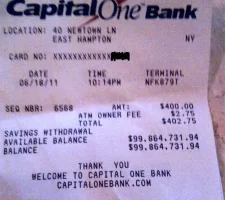 Capital One Bank
LOCATION: 40 NEWTOWN LN
EAST HAMPTON NY
CARD NO: XXXXXXXXXXXX
DATE TIME TERMINAL
06/18/11 10:14PM NFK879T
SEQ NBR: 6568 AMT: $400.00
ATM OWNER FEE $2.75
TOTAL $402.75
SAVINGS WITHDRAWAL
AVAILABLE BALANCE $99,864,731.94
BALANCE $99,864,731.94
THANK YOU
WELCOME TO CAPITAL ONE BANK
CAPITALONEBANK.COM